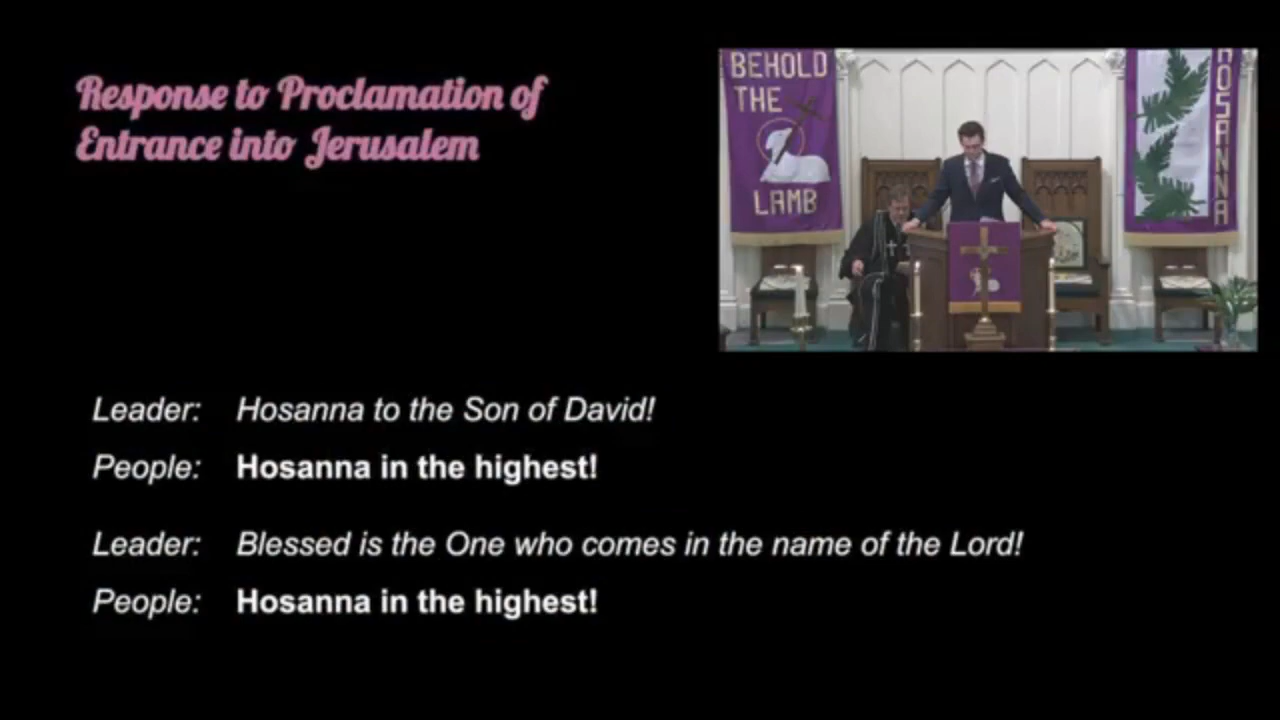 Response to Proclamation of
Entrance into Jerusalem
BEHOLD
THE
LAMB
HOSANNA
Leader: Hosanna to the Son of David!
People: Hosanna in the highest!
Leader: Blessed is the One who comes in the name of the Lord!
People: Hosanna in the highest!